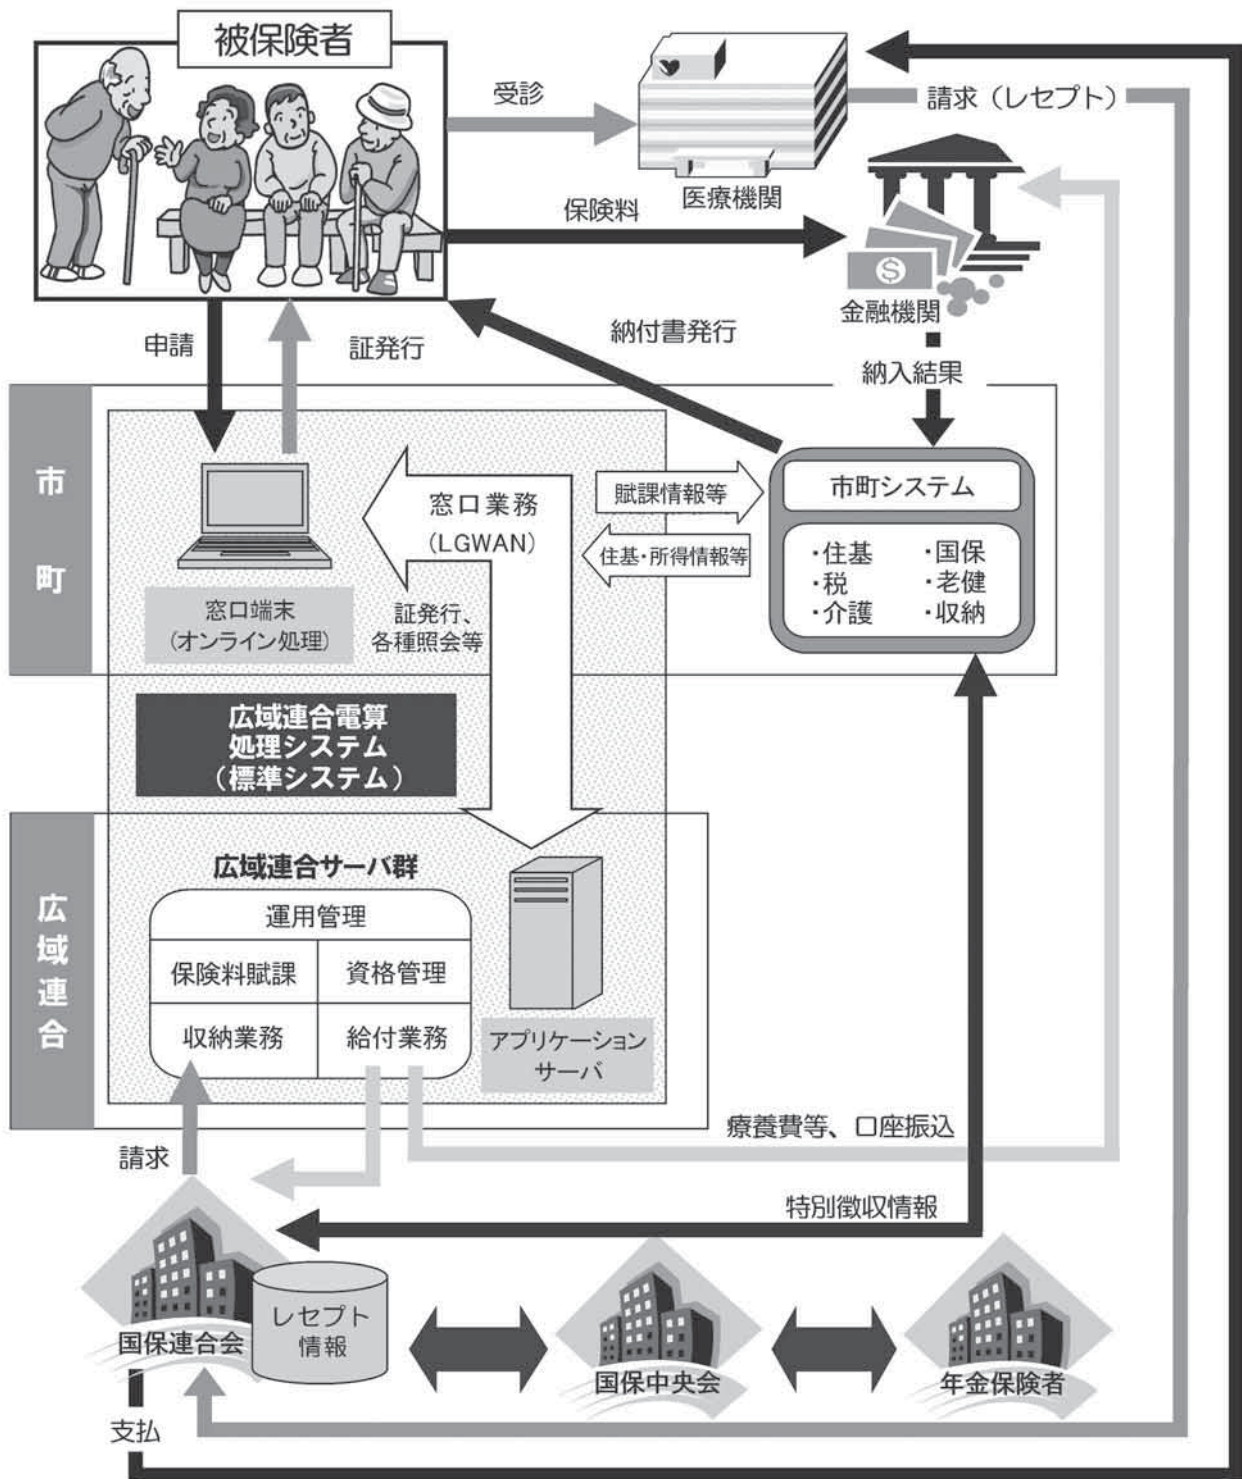 被保険者
受診
請求（レセプト）
医療機関
保険料
金融機関
申請
証発行
納付書発行
納入結果
市町
窓口業務
(LGWAN)
賦課情報等
住基・所得情報等
市町システム
・住基
・国保
・税
・老健
・介護
・収納
窓口端末
(オンライン処理)
証発行、
各種照会等
広域連合電算
処理システム
（標準システム）
広域連合
広域連合サーバ群
運用管理
保険料賦課
資格管理
収納業務
給付業務
アプリケーション
サーバ
療養費等、口座振込
請求
特別徴収情報
国保連合会
レセプト
情報
国保中央会
年金保険者
支払